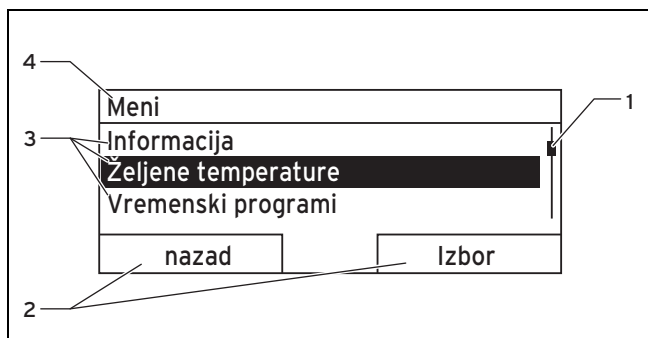 4
Meni
1
3
Informacija
Željene temperature
Vremenski programi
nazad
Izbor
2